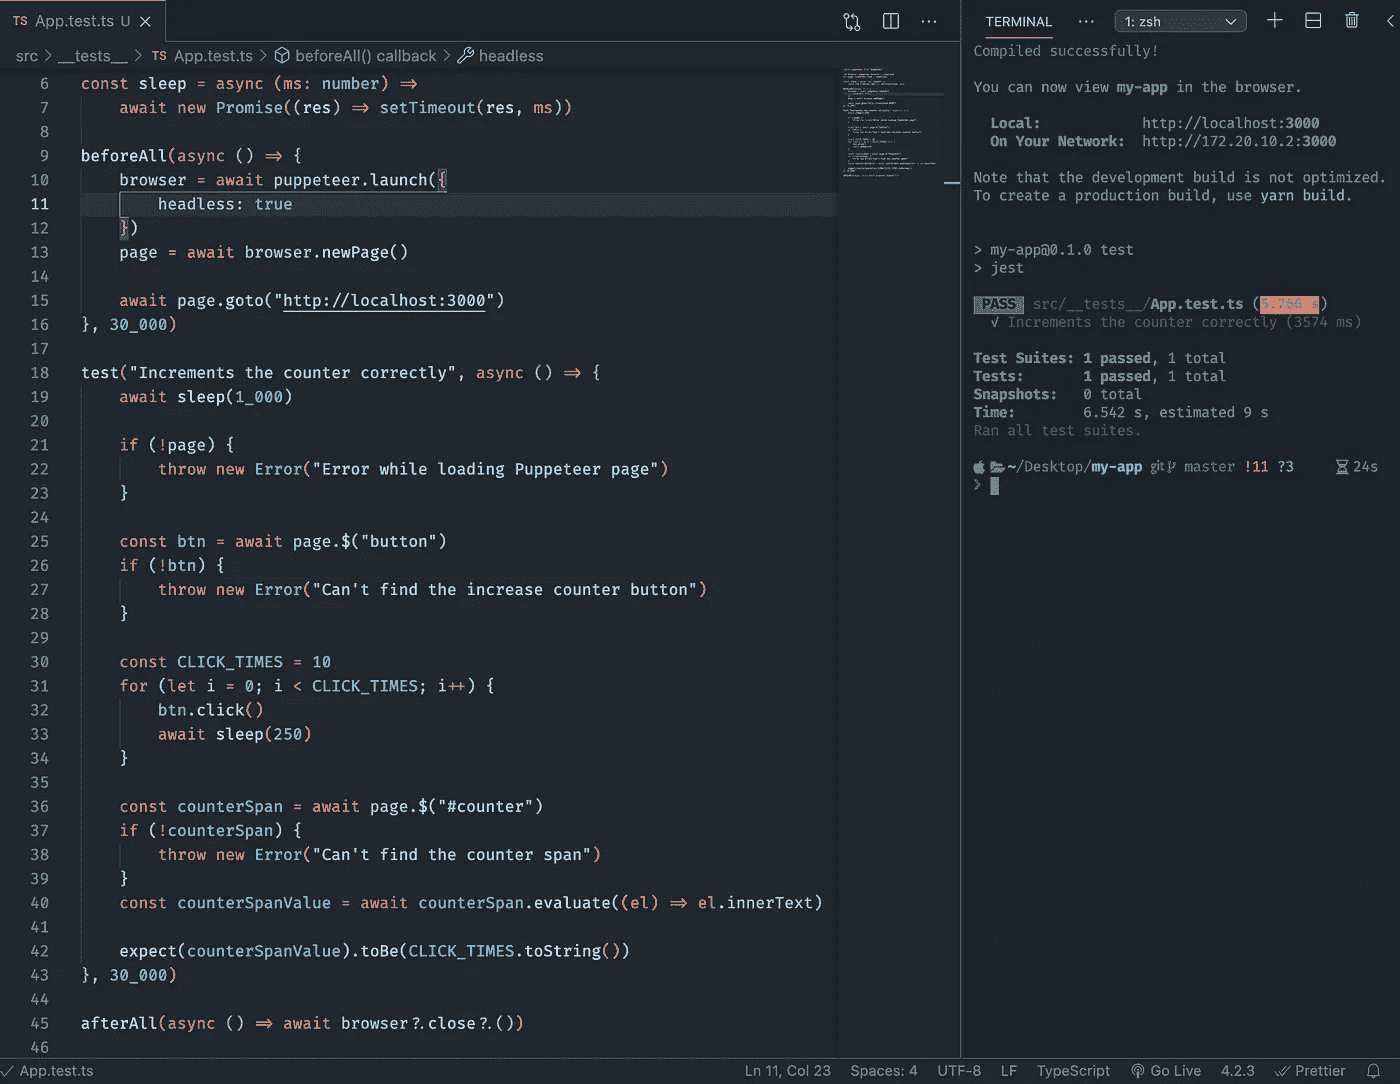 TS App.test.ts U
src > __tests__ > TS App.test.ts > beforeAll() callback > headless
6 const sleep = async (ms: number) =>
7 await new Promise((res) => setTimeout(res, ms))
8
9 beforeAll(async () => {
10 browser = await puppeteer.launch({
11 headless: true
12 })
13 page = await browser.newPage()
14
15 await page.goto("http://localhost:3000")
16 }, 30_000)
17
18 test("Increments the counter correctly", async () => {
19 await sleep(1_000)
20
21 if (!page) {
22 throw new Error("Error while loading Puppeteer page")
23 }
24
25 const btn = await page.$("button")
26 if (!btn) {
27 throw new Error("Can't find the increase counter button")
28 }
29
30 const CLICK_TIMES = 10
31 for (let i = 0; i < CLICK_TIMES; i++) {
32 btn.click()
33 await sleep(250)
34 }
35
36 const counterSpan = await page.$("#counter")
37 if (!counterSpan) {
38 throw new Error("Can't find the counter span")
39 }
40 const counterSpanValue = await counterSpan.evaluate((el) => el.innerText)
41
42 expect(counterSpanValue).toBe(CLICK_TIMES.toString())
43 }, 30_000)
44
45 afterAll(async () => await browser?.close?.())
46
TERMINAL
1: zsh
Compiled successfully!
You can now view my-app in the browser.
Local: http://localhost:3000
On Your Network: http://172.20.10.2:3000
Note that the development build is not optimized.
To create a production build, use yarn build.
> my-app@0.1.0 test
> jest
PASS src/__tests__/App.test.ts (5.766 s)
√ Increments the counter correctly (3574 ms)
Test Suites: 1 passed, 1 total
Tests: 1 passed, 1 total
Snapshots: 0 total
Time: 6.542 s, estimated 9 s
Ran all test suites.
~/Desktop/my-app git master !11 ?3 24s
>
App.test.ts
Ln 11, Col 23 Spaces: 4 UTF-8 LF TypeScript Go Live 4.2.3 Prettier